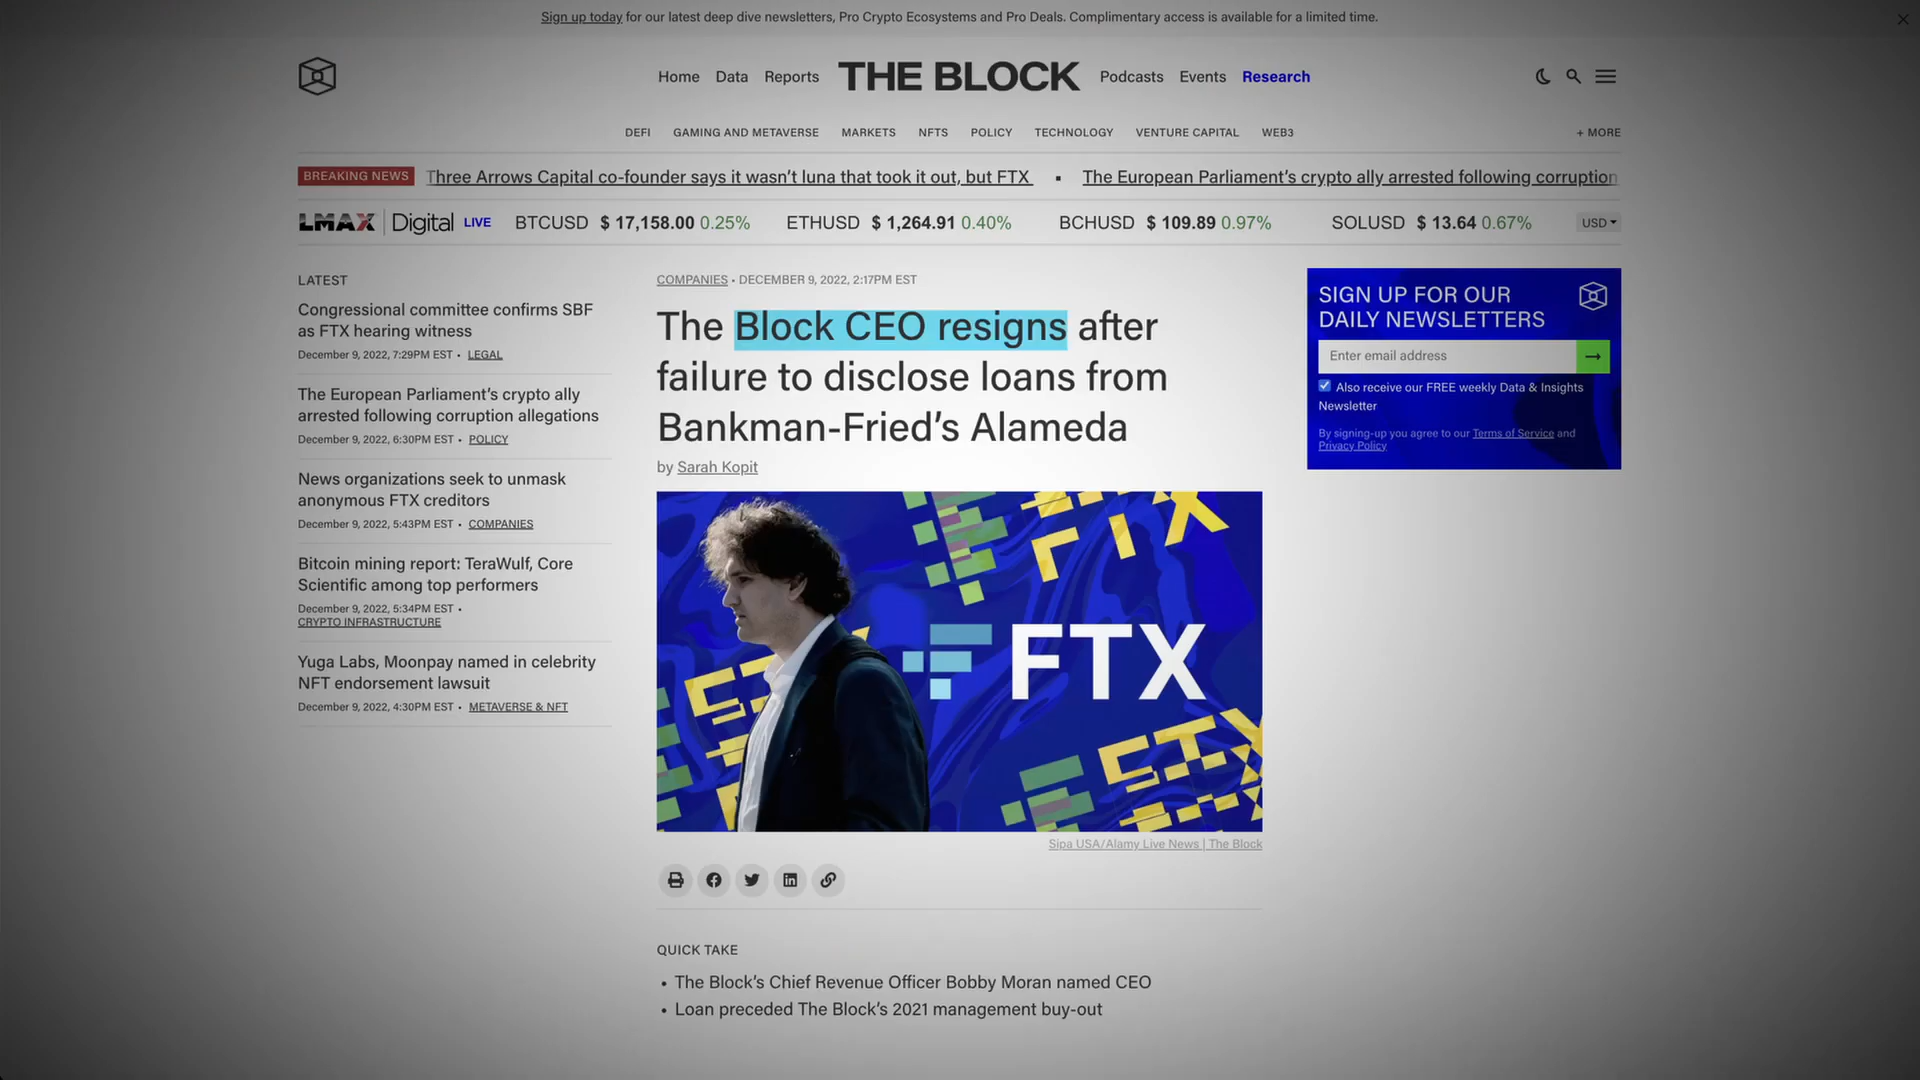 Sign up today for our latest deep dive newsletters, Pro Crypto Ecosystems and Pro Deals. Complimentary access is available for a limited time.
Home Data Reports THE BLOCK Podcasts Events Research
DEFI GAMING AND METAVERSE MARKETS NFTS POLICY TECHNOLOGY VENTURE CAPITAL WEB3 + MORE
BREAKING NEWS Three Arrows Capital co-founder says it wasn’t luna that took it out, but FTX ▪ The European Parliament’s crypto ally arrested following corruption
LMAX Digital LIVE BTCUSD $ 17,158.00 0.25% ETHUSD $ 1,264.91 0.40% BCHUSD $ 109.89 0.97% SOLUSD $ 13.64 0.67% USD
LATEST
Congressional committee confirms SBF
as FTX hearing witness
December 9, 2022, 7:29PM EST • LEGAL
The European Parliament’s crypto ally
arrested following corruption allegations
December 9, 2022, 6:30PM EST • POLICY
News organizations seek to unmask
anonymous FTX creditors
December 9, 2022, 5:43PM EST • COMPANIES
Bitcoin mining report: TeraWulf, Core
Scientific among top performers
December 9, 2022, 5:34PM EST •
CRYPTO INFRASTRUCTURE
Yuga Labs, Moonpay named in celebrity
NFT endorsement lawsuit
December 9, 2022, 4:30PM EST • METAVERSE & NFT
COMPANIES • DECEMBER 9, 2022, 2:17PM EST
The Block CEO resigns after
failure to disclose loans from
Bankman-Fried’s Alameda
by Sarah Kopit
FTX
FTX
FTX
FTX
Sipa USA/Alamy Live News | The Block
QUICK TAKE
• The Block’s Chief Revenue Officer Bobby Moran named CEO
• Loan preceded The Block’s 2021 management buy-out
SIGN UP FOR OUR
DAILY NEWSLETTERS
Enter email address
Also receive our FREE weekly Data & Insights
Newsletter
By signing-up you agree to our Terms of Service and
Privacy Policy